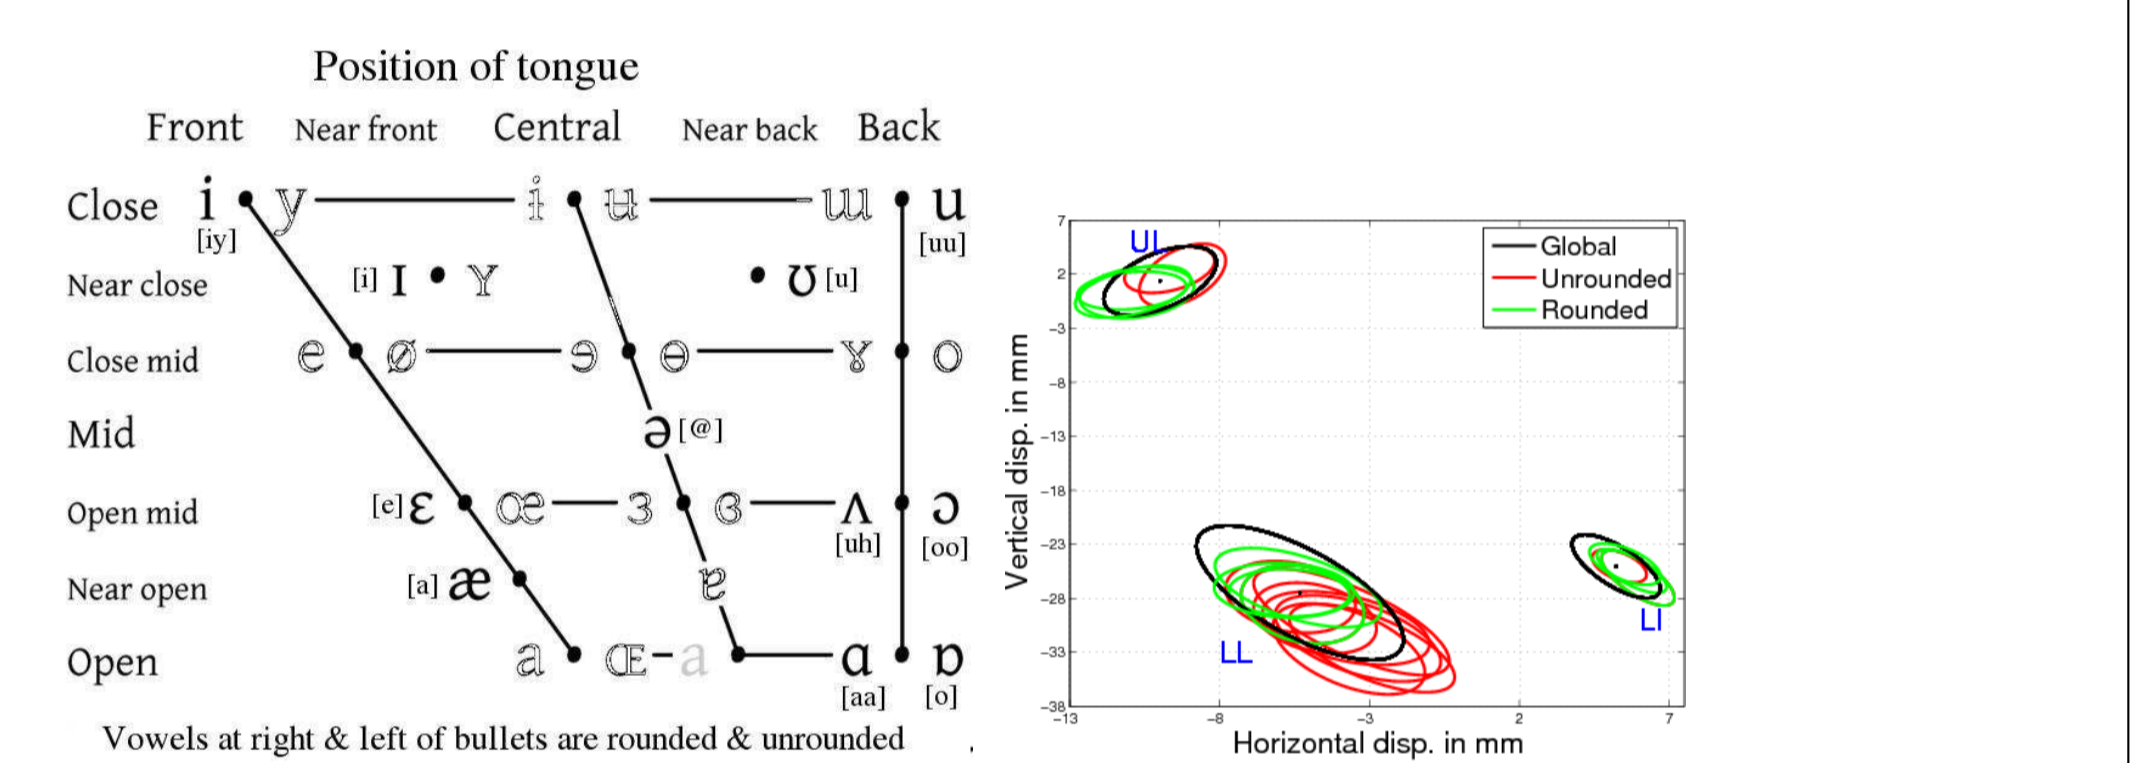 Position of tongue
Front Near front Central Near back Back
Close i y ɨ ʉ ɯ u
[iy] [uu]
Near close [i] ɪ ʏ ʊ [u]
Close mid e ø ɘ ɵ ɤ o
Mid ə [@]
Open mid [e] ɛ œ ɜ ɞ ʌ ɔ
[uh] [oo]
Near open [a] æ ɐ
Open a ɶ a ɑ ɒ
[aa] [o]
Vowels at right & left of bullets are rounded & unrounded
.
7
2
−3
−8
−13
−18
−23
−28
−33
−38
Vertical disp. in mm
UL
Global
Unrounded
Rounded
LL
LI
−13 −8 −3 2 7
Horizontal disp. in mm